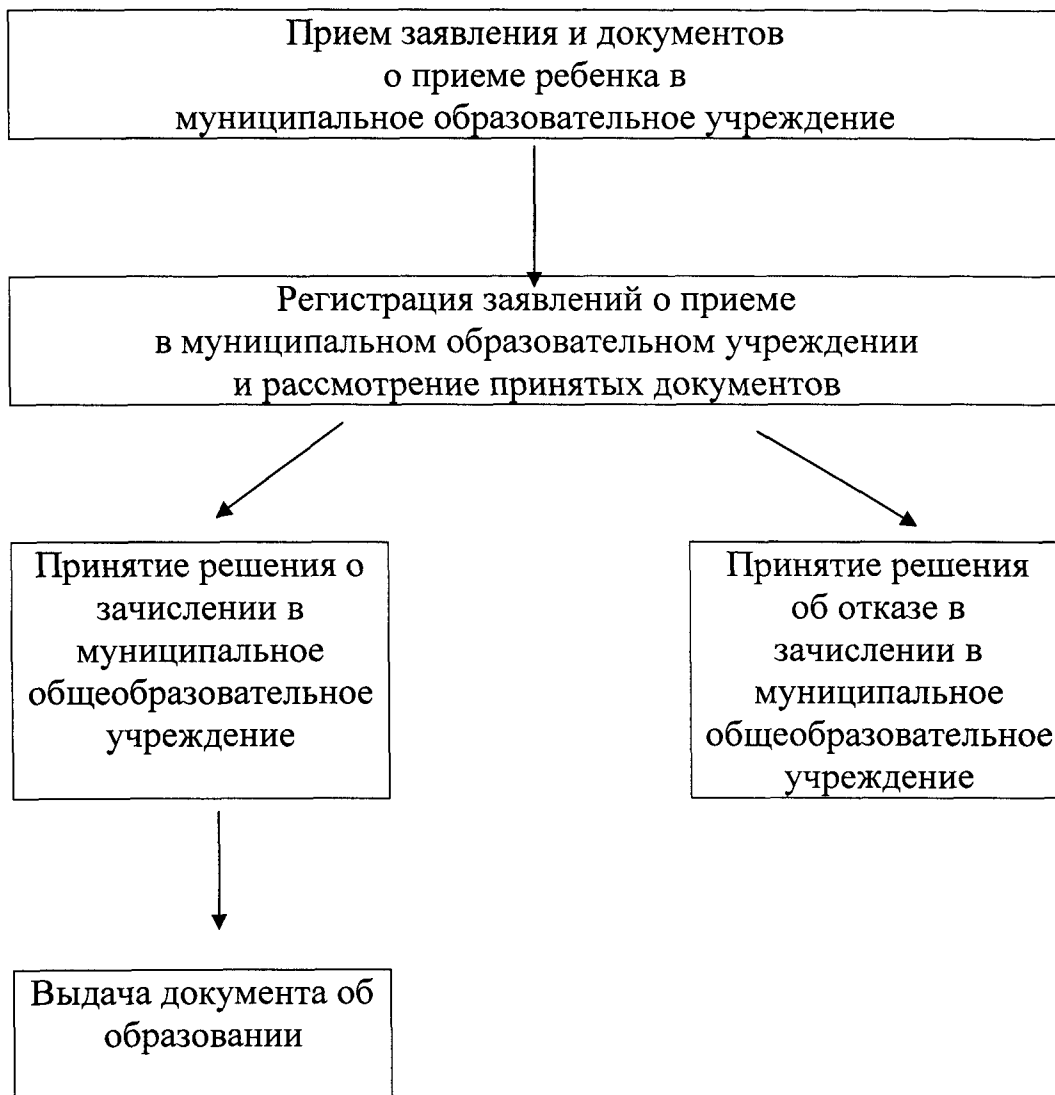 Прием заявления и документов
о приеме ребенка в
муниципальное образовательное учреждение
Регистрация заявлений о приеме
в муниципальном образовательном учреждении
и рассмотрение принятых документов
Принятие решения о
зачислении в
муниципальное
общеобразовательное
учреждение
Принятие решения
об отказе в
зачислении в
муниципальное
общеобразовательное
учреждение
Выдача документа об
образовании